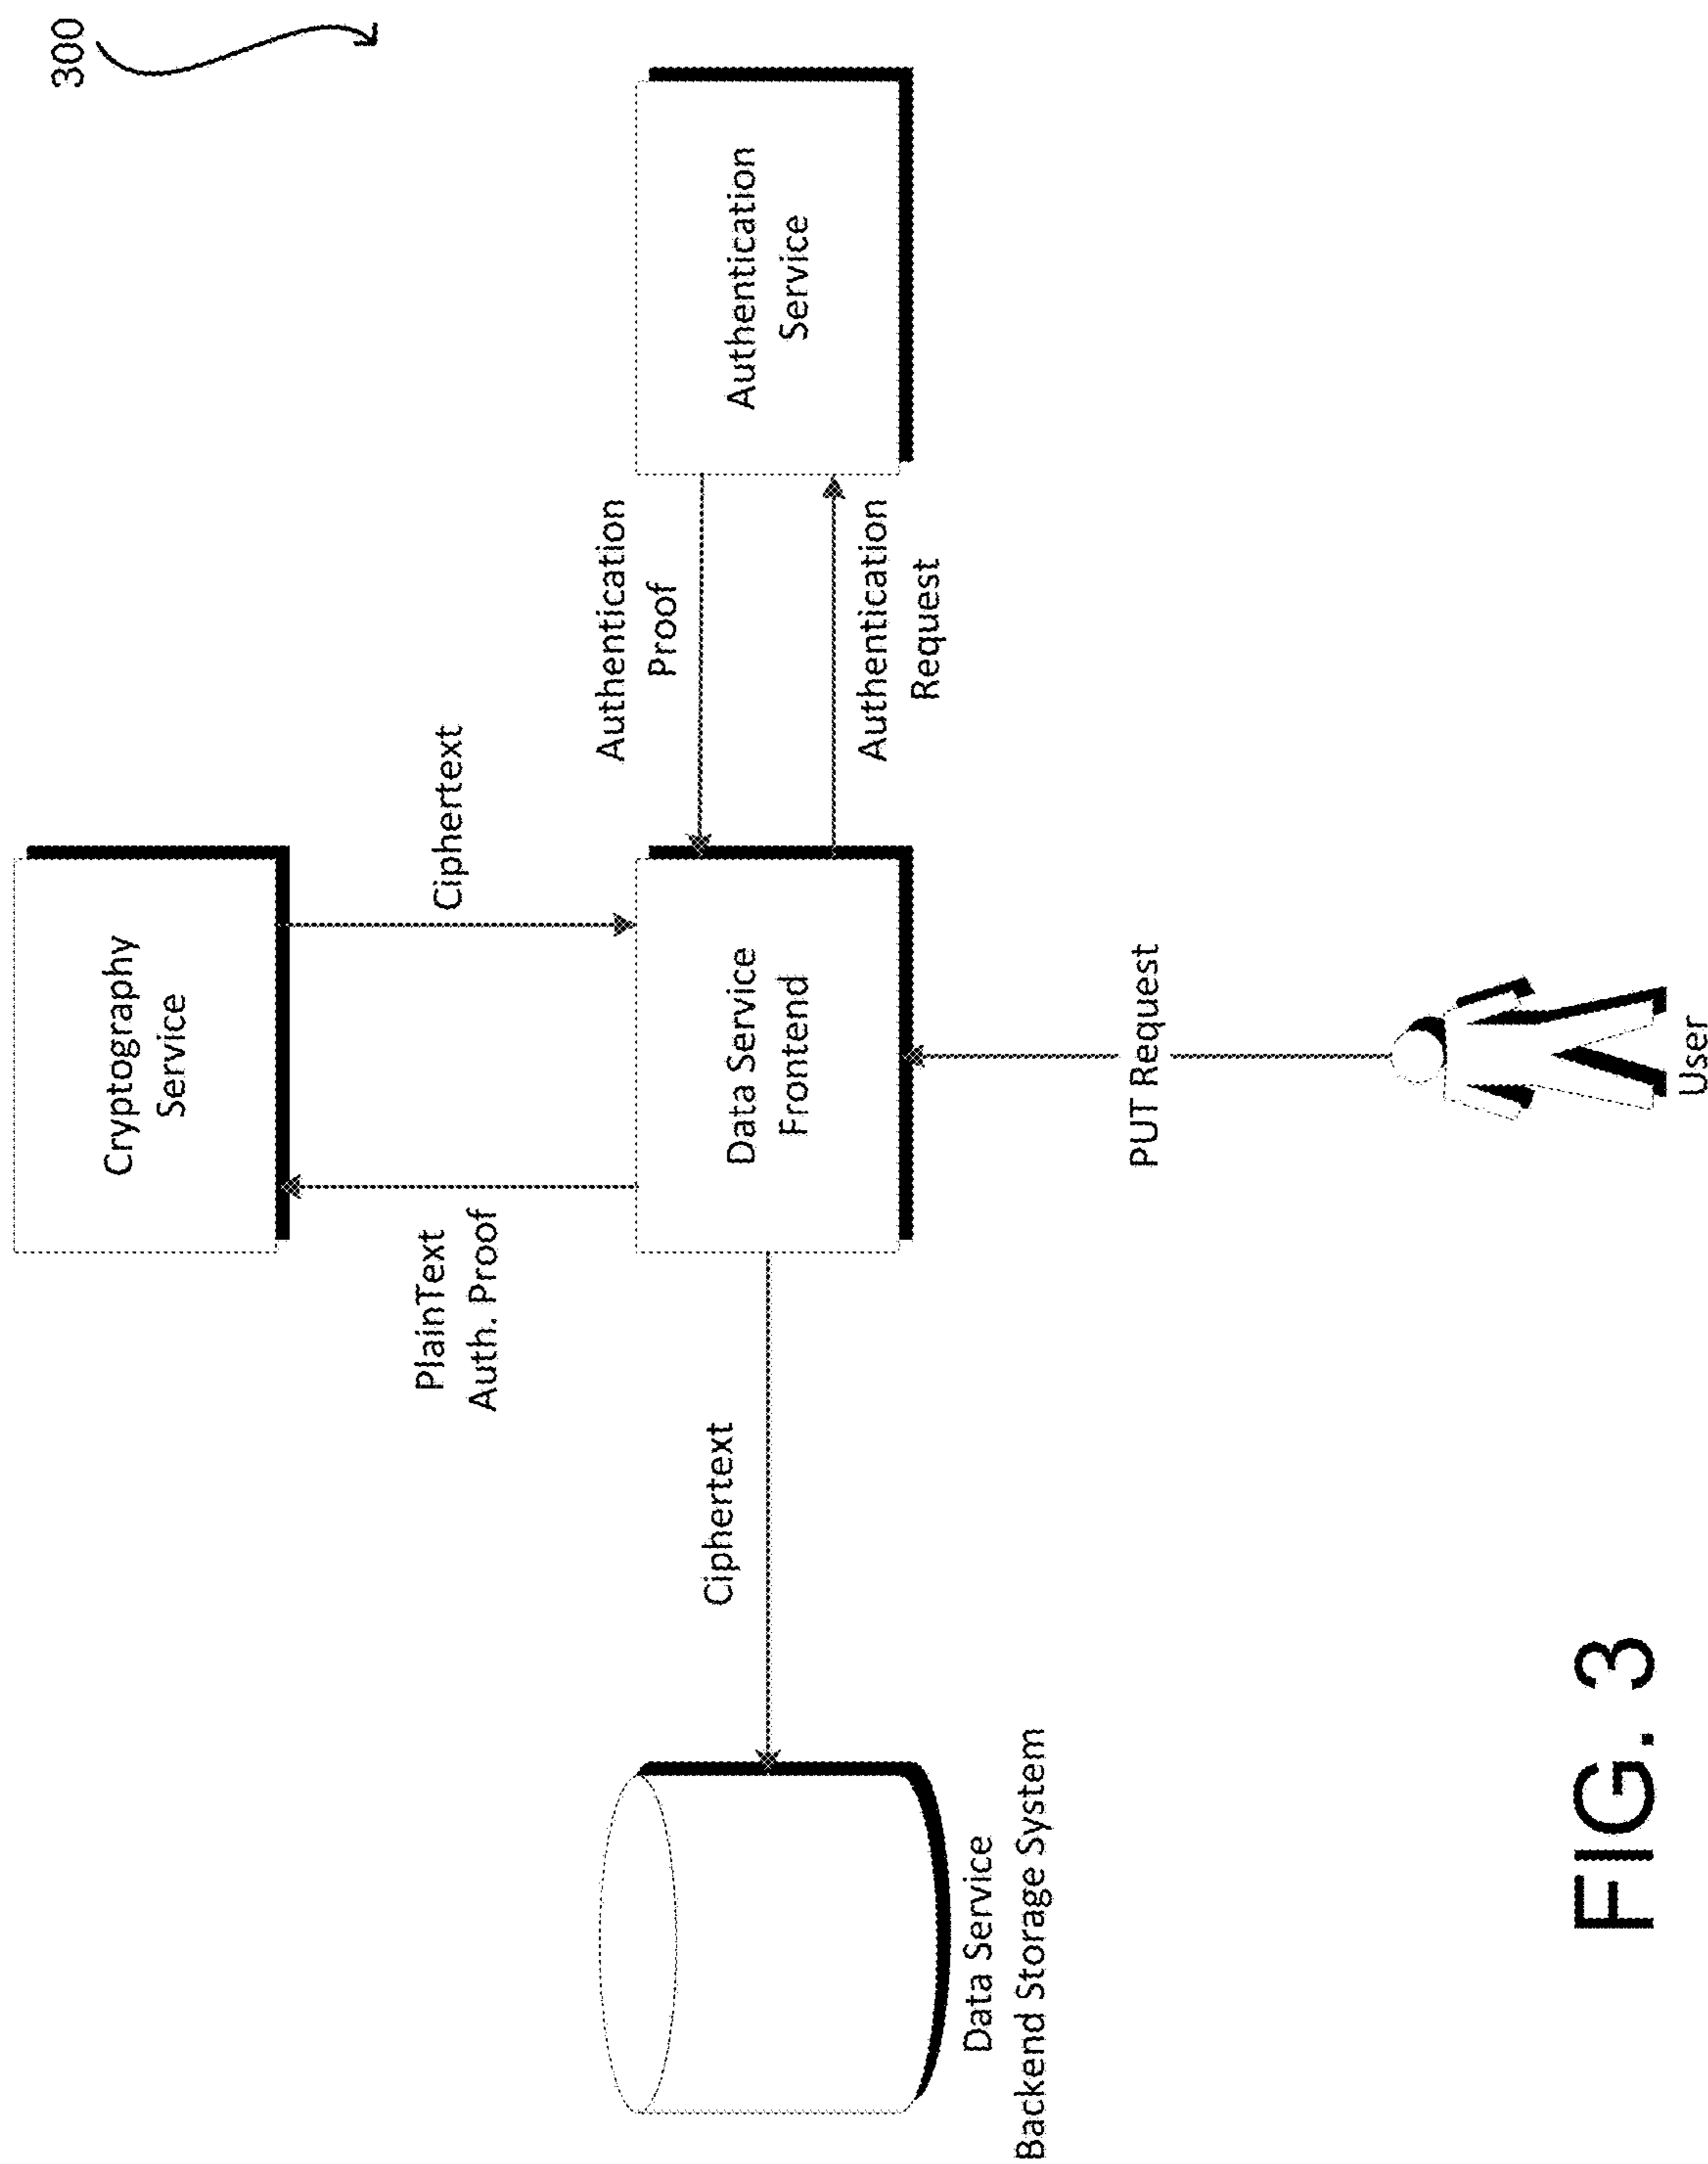 300
Cryptography
Service
PlainText
Auth. Proof
Ciphertext
Authentication
Proof
Ciphertext
Data Service
Frontend
Authentication
Service
Authentication
Request
Data Service
Backend Storage System
PUT Request
User
FIG. 3